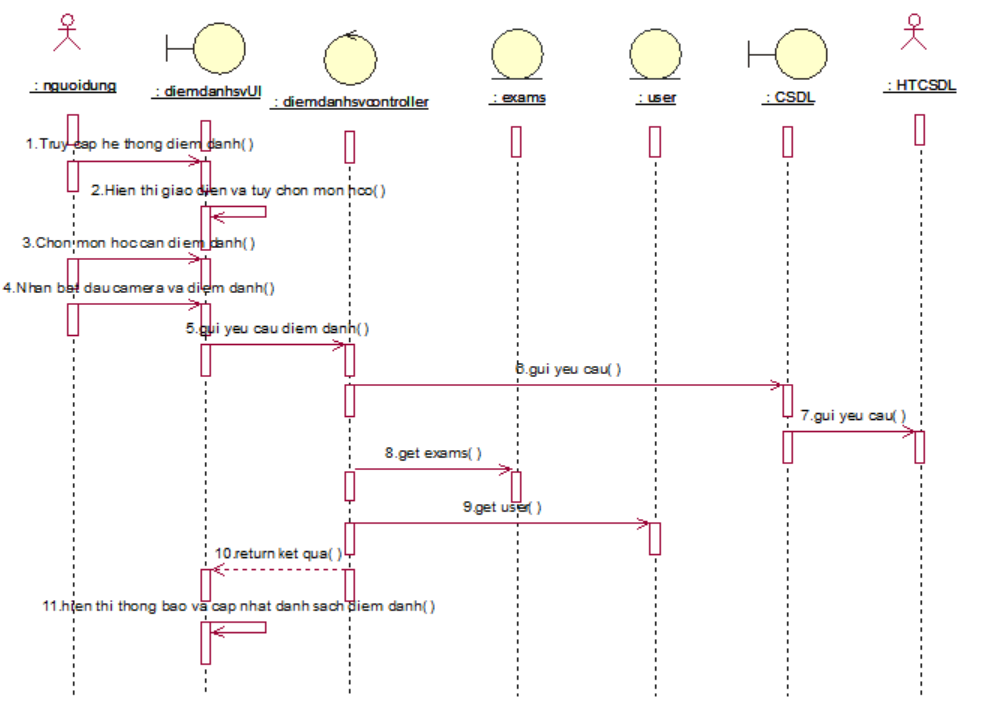 : nguoidung
: diemdanhsvUI
: diemdanhsvcontroller
: exams
: user
: CSDL
: HTCSDL
1.Truy cap he thong diem danh( )
2.Hien thi giao dien va tuy chon mon hoc( )
3.Chon mon hoc can diem danh( )
4.Nhan bat dau camera va diem danh( )
5.gui yeu cau diem danh( )
6.gui yeu cau( )
7.gui yeu cau( )
8.get exams( )
9.get user( )
10.return ket qua( )
11.hien thi thong bao va cap nhat danh sach diem danh( )